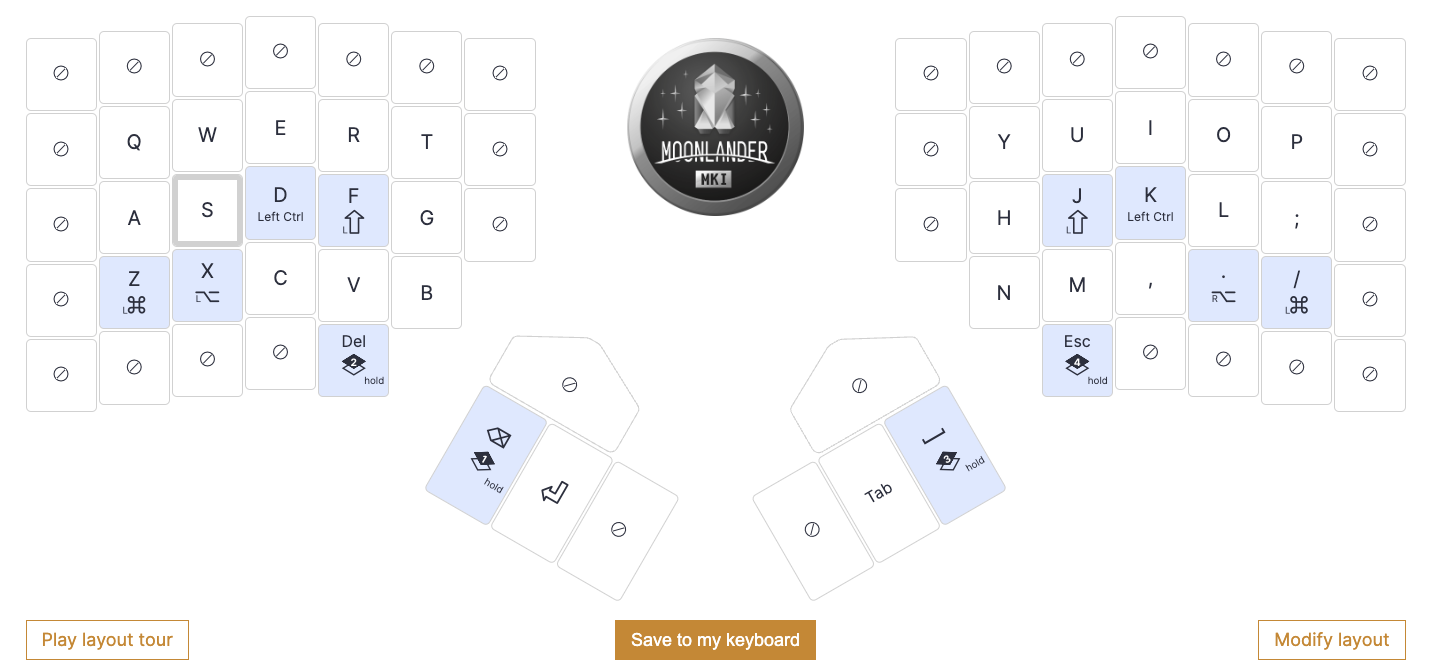 Q W E R T
Y U I O P
A S D F G
Left Ctrl
L
H J K L ;
L
Left Ctrl
Z X C V B
L
L
N M , . /
R
L
Del
2
hold
Esc
4
hold
1
hold
Tab
3
hold
MOONLANDER
MKI
Play layout tour
Save to my keyboard
Modify layout